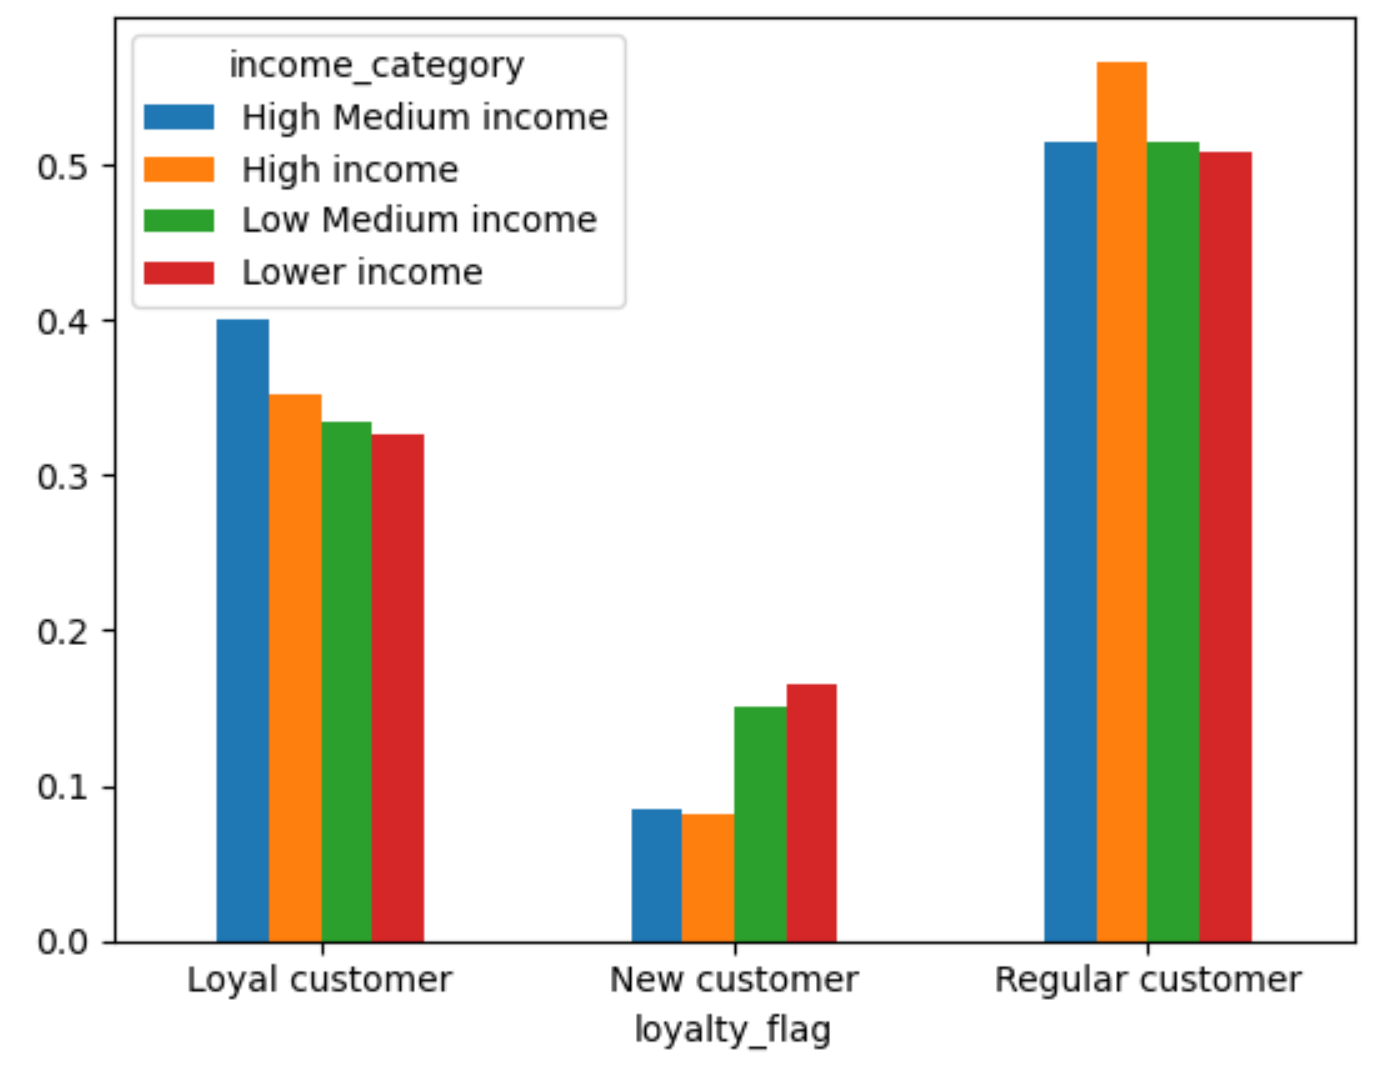 income_category
High Medium income
High income
Low Medium income
Lower income
0.5
0.4
0.3
0.2
0.1
0.0
Loyal customer New customer Regular customer
loyalty_flag